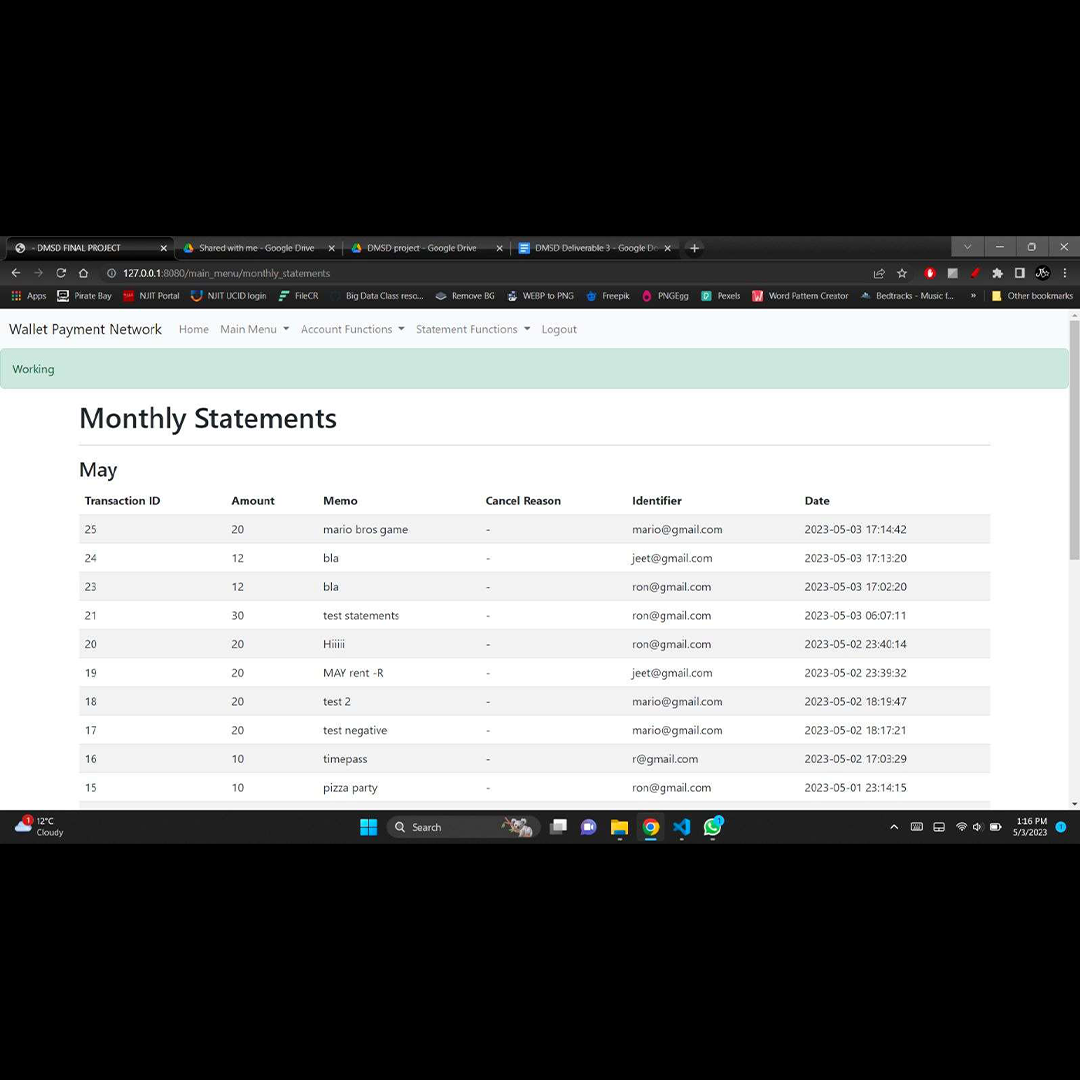 - DMSD FINAL PROJECT Shared with me - Google Drive DMSD project - Google Drive DMSD Deliverable 3 - Google Do
127.0.0.1:8080/main_menu/monthly_statements
Apps Pirate Bay NJIT Portal NJIT UCID login FileCR Big Data Class reso... Remove BG WEBP to PNG Freepik PNGEgg Pexels Word Pattern Creator Bedtracks - Music f... » Other bookmarks
Wallet Payment Network Home Main Menu Account Functions Statement Functions Logout
Working
Monthly Statements
May
Transaction ID Amount Memo Cancel Reason Identifier Date
25 20 mario bros game - mario@gmail.com 2023-05-03 17:14:42
24 12 bla - jeet@gmail.com 2023-05-03 17:13:20
23 12 bla - ron@gmail.com 2023-05-03 17:02:20
21 30 test statements - ron@gmail.com 2023-05-03 06:07:11
20 20 Hiiiii - ron@gmail.com 2023-05-02 23:40:14
19 20 MAY rent -R - jeet@gmail.com 2023-05-02 23:39:32
18 20 test 2 - mario@gmail.com 2023-05-02 18:19:47
17 20 test negative - mario@gmail.com 2023-05-02 18:17:21
16 10 timepass - r@gmail.com 2023-05-02 17:03:29
15 10 pizza party - ron@gmail.com 2023-05-01 23:14:15
1 12°C Search 1 1:16 PM
Cloudy 5/3/2023 1